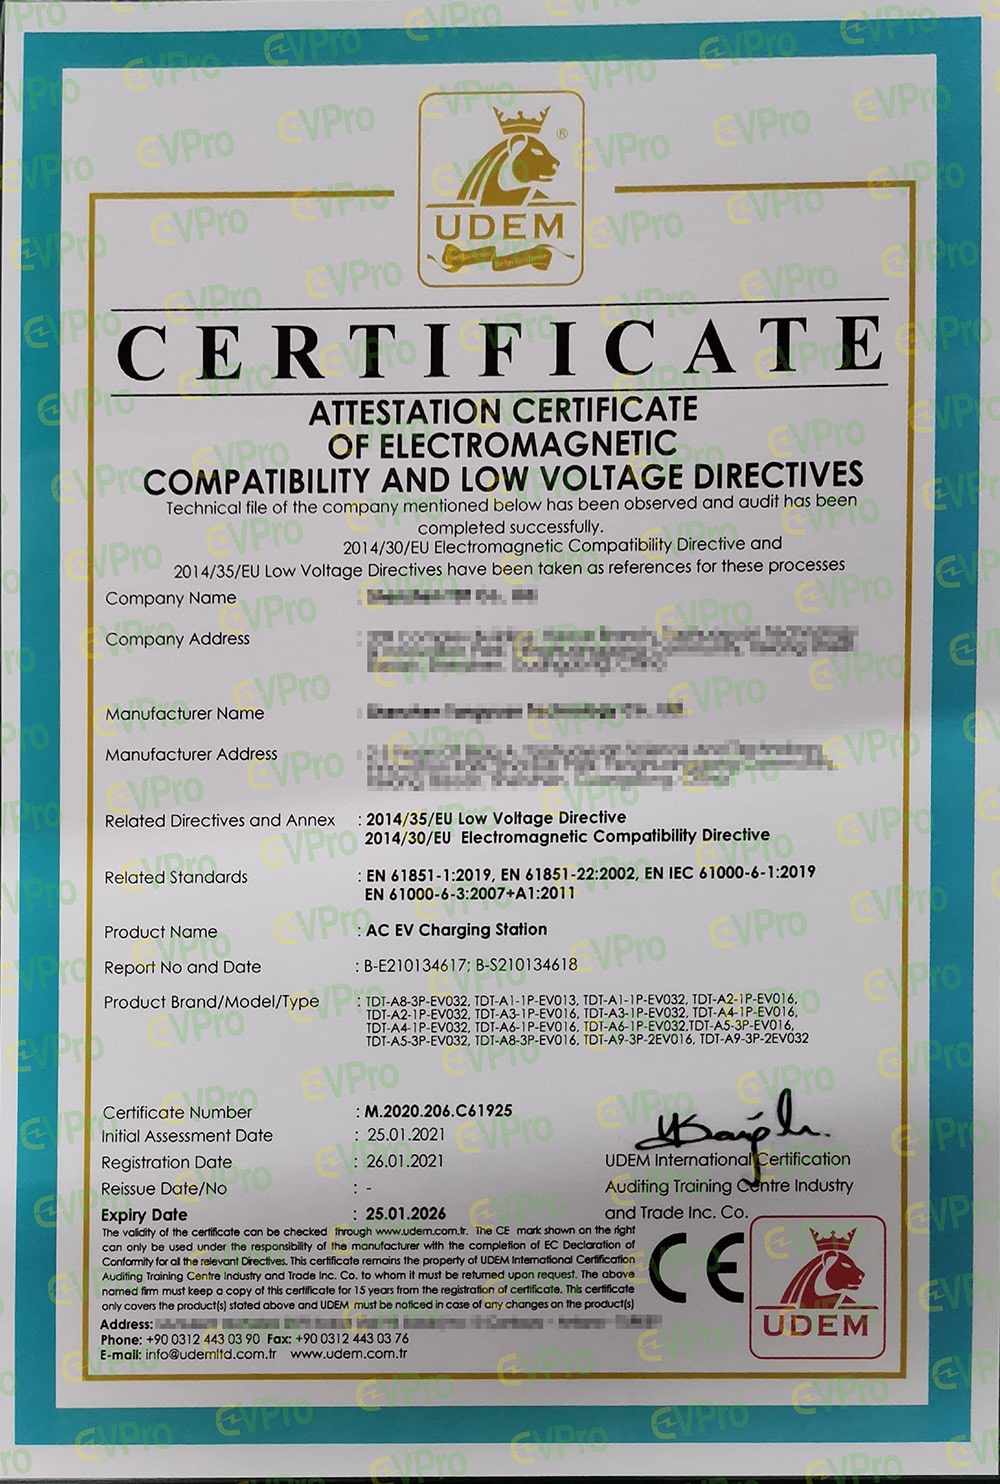 UDEM
CERTIFICATE
ATTESTATION CERTIFICATE
OF ELECTROMAGNETIC
COMPATIBILITY AND LOW VOLTAGE DIRECTIVES
Technical file of the company mentioned below has been observed and audit has been
completed successfully.
2014/30/EU Electromagnetic Compatibility Directive and
2014/35/EU Low Voltage Directives have been taken as references for these processes
Company Name :
Company Address :
Manufacturer Name :
Manufacturer Address :
Related Directives and Annex : 2014/35/EU Low Voltage Directive
2014/30/EU Electromagnetic Compatibility Directive
Related Standards : EN 61851-1:2019, EN 61851-22:2002, EN IEC 61000-6-1:2019
EN 61000-6-3:2007+A1:2011
Product Name : AC EV Charging Station
Report No and Date : B-E210134617; B-S210134618
Product Brand/Model/Type : TDT-A8-3P-EV032, TDT-A1-1P-EV013, TDT-A1-1P-EV032, TDT-A2-1P-EV016,
TDT-A2-1P-EV032, TDT-A3-1P-EV016, TDT-A3-1P-EV032, TDT-A4-1P-EV016,
TDT-A4-1P-EV032, TDT-A6-1P-EV016, TDT-A6-1P-EV032,TDT-A5-3P-EV016,
TDT-A5-3P-EV032, TDT-A8-3P-EV016, TDT-A9-3P-2EV016, TDT-A9-3P-2EV032
Certificate Number : M.2020.206.C61925
Initial Assessment Date : 25.01.2021
Registration Date : 26.01.2021
Reissue Date/No : -
Expiry Date : 25.01.2026
UDEM International Certification
Auditing Training Centre Industry
and Trade Inc. Co.
The validity of the certificate can be checked through www.udem.com.tr. The CE mark shown on the right
can only be used under the responsibility of the manufacturer with the completion of EC Declaration of
Conformity for all the relevant Directives. This certificate remains the property of UDEM International Certification
Auditing Training Centre Industry and Trade Inc. Co. to whom it must be returned upon request. The above
named firm must keep a copy of this certificate for 15 years from the registration of certificate. This certificate
only covers the product(s) stated above and UDEM must be noticed in case of any changes on the product(s)
Address:
Phone: +90 0312 443 03 90 Fax: +90 0312 443 03 76
E-mail: info@udemltd.com.tr www.udem.com.tr
CE
UDEM
EVPro